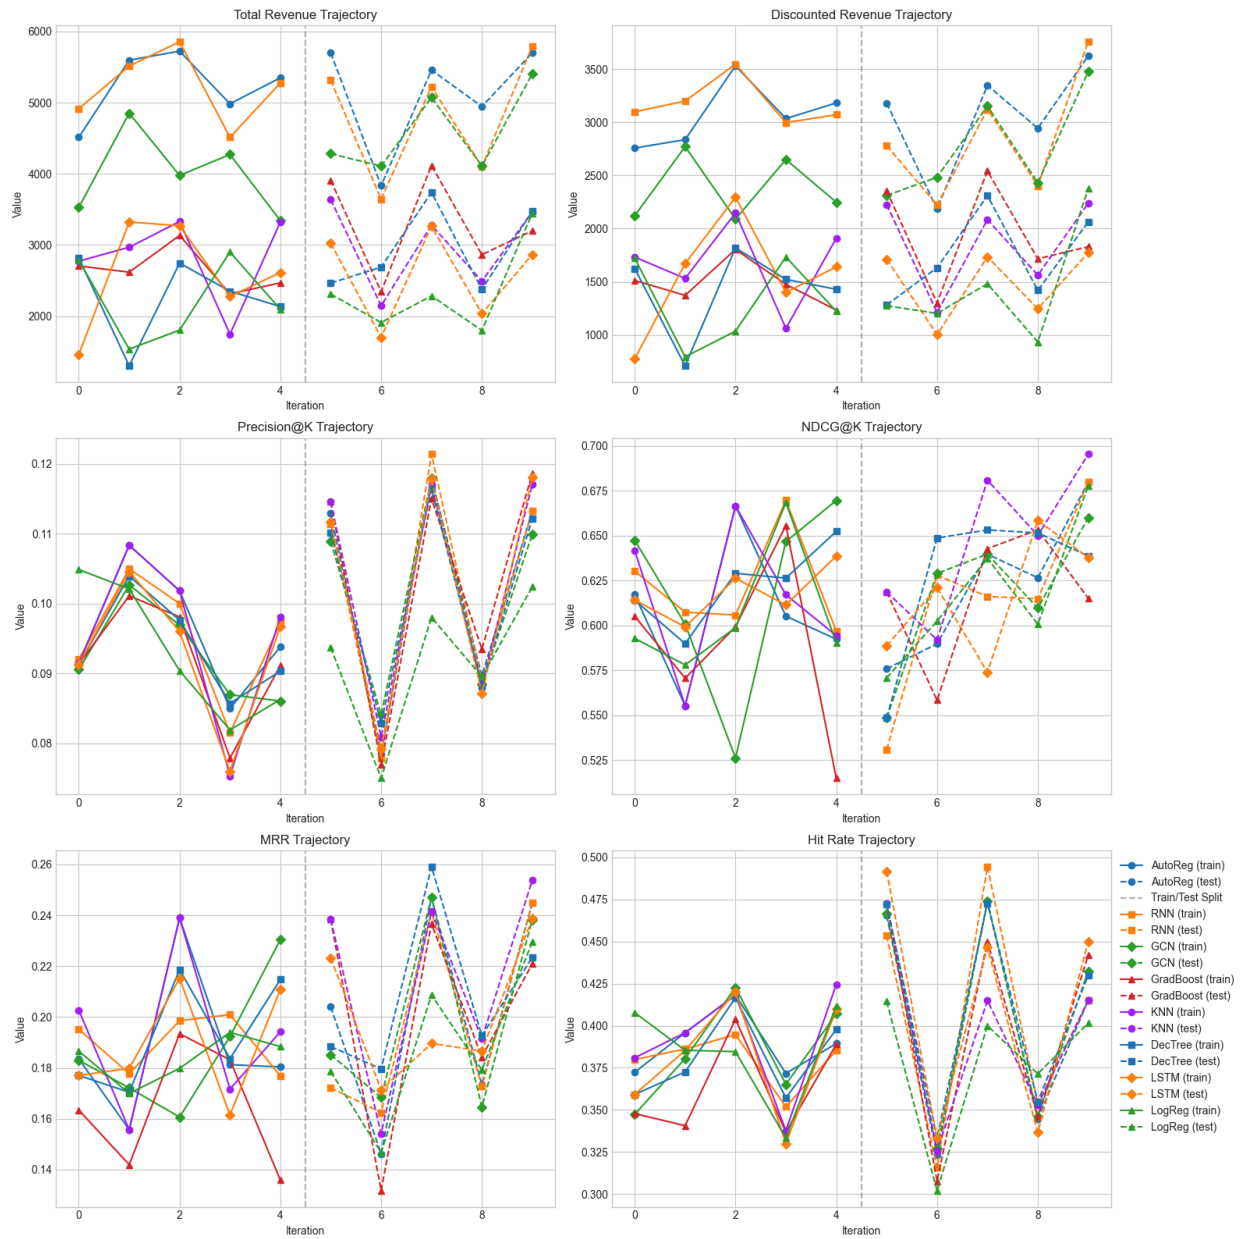 Total Revenue Trajectory
6000
5000
4000
3000
2000
Value
0 2 4 6 8
Iteration
Discounted Revenue Trajectory
3500
3000
2500
2000
1500
1000
Value
0 2 4 6 8
Iteration
Precision@K Trajectory
0.12
0.11
0.10
0.09
0.08
Value
0 2 4 6 8
Iteration
NDCG@K Trajectory
0.700
0.675
0.650
0.625
0.600
0.575
0.550
0.525
Value
0 2 4 6 8
Iteration
MRR Trajectory
0.26
0.24
0.22
0.20
0.18
0.16
0.14
Value
0 2 4 6 8
Iteration
Hit Rate Trajectory
0.500
0.475
0.450
0.425
0.400
0.375
0.350
0.325
0.300
Value
0 2 4 6 8
Iteration
AutoReg (train)
AutoReg (test)
Train/Test Split
RNN (train)
RNN (test)
GCN (train)
GCN (test)
GradBoost (train)
GradBoost (test)
KNN (train)
KNN (test)
DecTree (train)
DecTree (test)
LSTM (train)
LSTM (test)
LogReg (train)
LogReg (test)